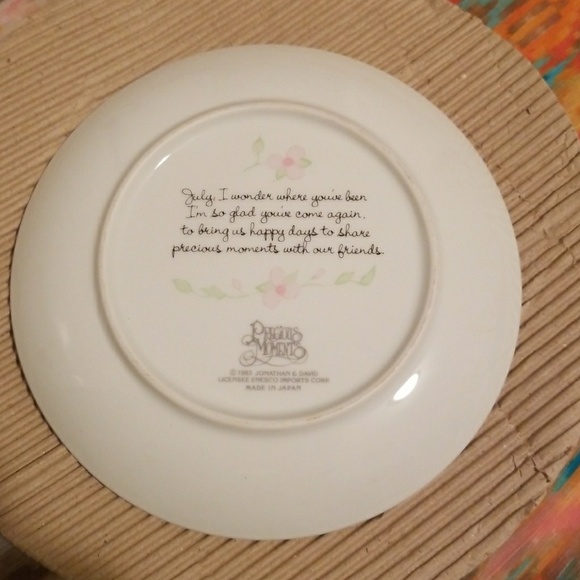 July, I wonder where you've been
I'm so glad you've come again,
to bring us happy days to share
precious moments with our friends.
PRECIOUS
MOMENTS
JONATHAN & DAVID
LICENSEE ENESCO IMPORTS CORP.
MADE IN JAPAN